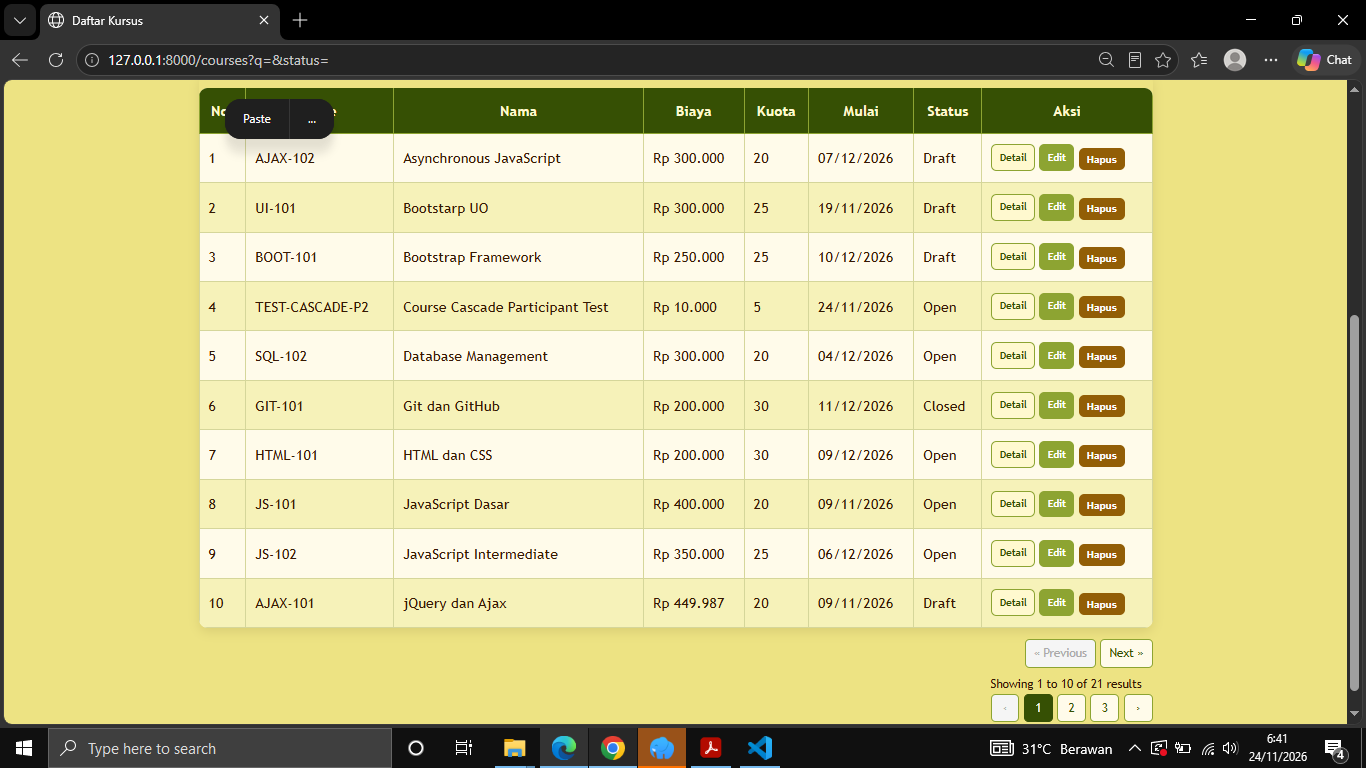 Daftar Kursus
127.0.0.1:8000/courses?q=&status=
Chat
Paste ...
Nama Biaya Kuota Mulai Status Aksi
1 AJAX-102 Asynchronous JavaScript Rp 300.000 20 07/12/2026 Draft Detail Edit Hapus
2 UI-101 Bootstarp UO Rp 300.000 25 19/11/2026 Draft Detail Edit Hapus
3 BOOT-101 Bootstrap Framework Rp 250.000 25 10/12/2026 Draft Detail Edit Hapus
4 TEST-CASCADE-P2 Course Cascade Participant Test Rp 10.000 5 24/11/2026 Open Detail Edit Hapus
5 SQL-102 Database Management Rp 300.000 20 04/12/2026 Open Detail Edit Hapus
6 GIT-101 Git dan GitHub Rp 200.000 30 11/12/2026 Closed Detail Edit Hapus
7 HTML-101 HTML dan CSS Rp 200.000 30 09/12/2026 Open Detail Edit Hapus
8 JS-101 JavaScript Dasar Rp 400.000 20 09/11/2026 Open Detail Edit Hapus
9 JS-102 JavaScript Intermediate Rp 350.000 25 06/12/2026 Open Detail Edit Hapus
10 AJAX-101 jQuery dan Ajax Rp 449.987 20 09/11/2026 Draft Detail Edit Hapus
« Previous Next »
Showing 1 to 10 of 21 results
‹ 1 2 3 ›
Type here to search
31°C Berawan
6:41
24/11/2026
4